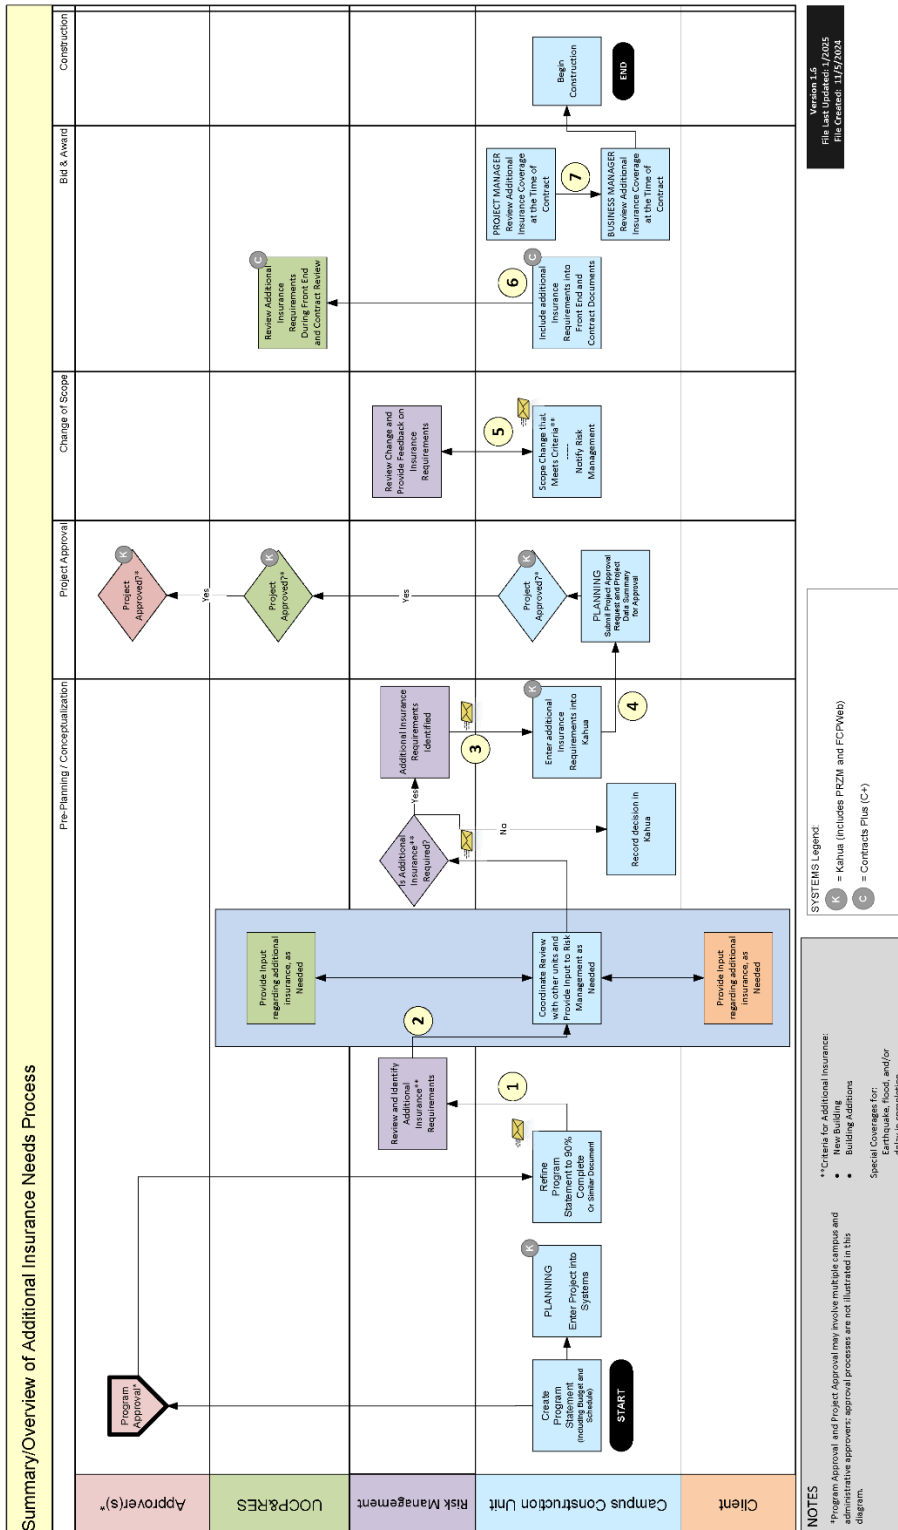 Summary/Overview of Additional Insurance Needs Process
Pre-Planning / Conceptualization
Project Approval
Change of Scope
Bid & Award
Construction
Approver(s)*
Program
Approval*
Project
Approved?*
K
Yes
UOCP&RES
Provide Input
regarding additional
insurance, as
Needed
Project
Approved?*
K
Yes
Review Additional
Insurance
Requirements
During Front End
and Contract Review
C
Risk Management
Review and Identify
Additional
Insurance**
Requirements
2
Is Additional
Insurance**
Required?
Yes
No
Additional Insurance
Requirements
Identified
3
Review Change and
Provide Feedback on
Insurance
Requirements
Campus Construction Unit
Create
Program
Statement
(Including Budget and
Schedule)
START
PLANNING
Enter Project into
Systems
K
Refine
Program
Statement to 90%
Complete
Or Similar Document
1
Coordinate Review
with other units and
Provide Input to Risk
Management as
Needed
Record decision in
Kahua
Enter additional
Insurance
Requirements into
Kahua
K
4
Project
Approved?*
K
PLANNING
Submit Project Approval
Request and Project
Data Summary
for Approval
5
Scope Change that
Meets Criteria**
-----
Notify Risk
Management
6
Include additional
Insurance
Requirements into
Front End and
Contract Documents
C
PROJECT MANAGER
Review Additional
Insurance Coverage
at the Time of
Contract
7
BUSINESS MANAGER
Review Additional
Insurance Coverage
at the Time of
Contract
Begin
Construction
END
Client
Provide Input
regarding additional
insurance, as
Needed
NOTES
*Program Approval and Project Approval may involve multiple campus and
administrative approvers; approval processes are not illustrated in this
diagram.
**Criteria for Additional Insurance:
• New Building
• Building Additions
Special Coverages for:
Earthquake, flood, and/or
delay in completion
SYSTEMS Legend:
K = Kahua (includes PRZM and FCPWeb)
C = Contracts Plus (C+)
Version 1.6
File Last Updated: 1/2025
File Created: 11/5/2024